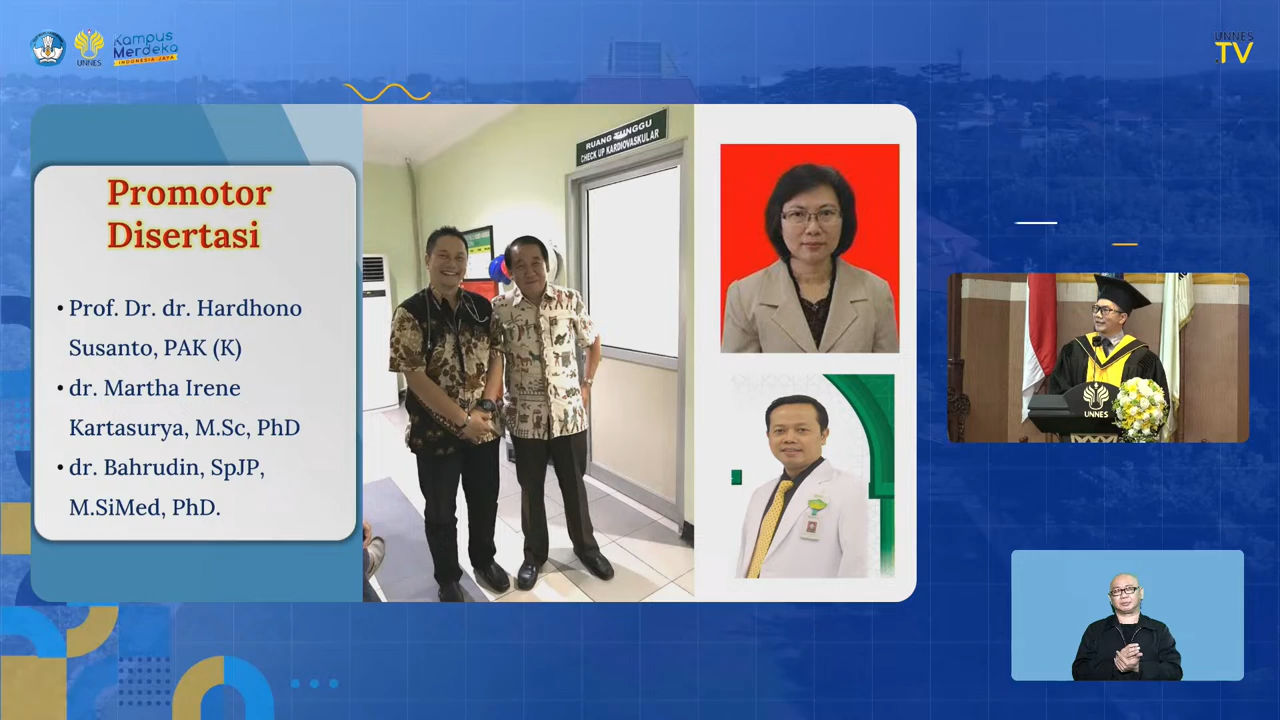 UNNES
Kampus
Merdeka
INDONESIA JAYA
UNNES
TV
Promotor
Disertasi
• Prof. Dr. dr. Hardhono
Susanto, PAK (K)
• dr. Martha Irene
Kartasurya, M.Sc, PhD
• dr. Bahrudin, SpJP,
M.SiMed, PhD.
RUANG TUNGGU
CHECK UP KARDIOVASKULAR
UNNES